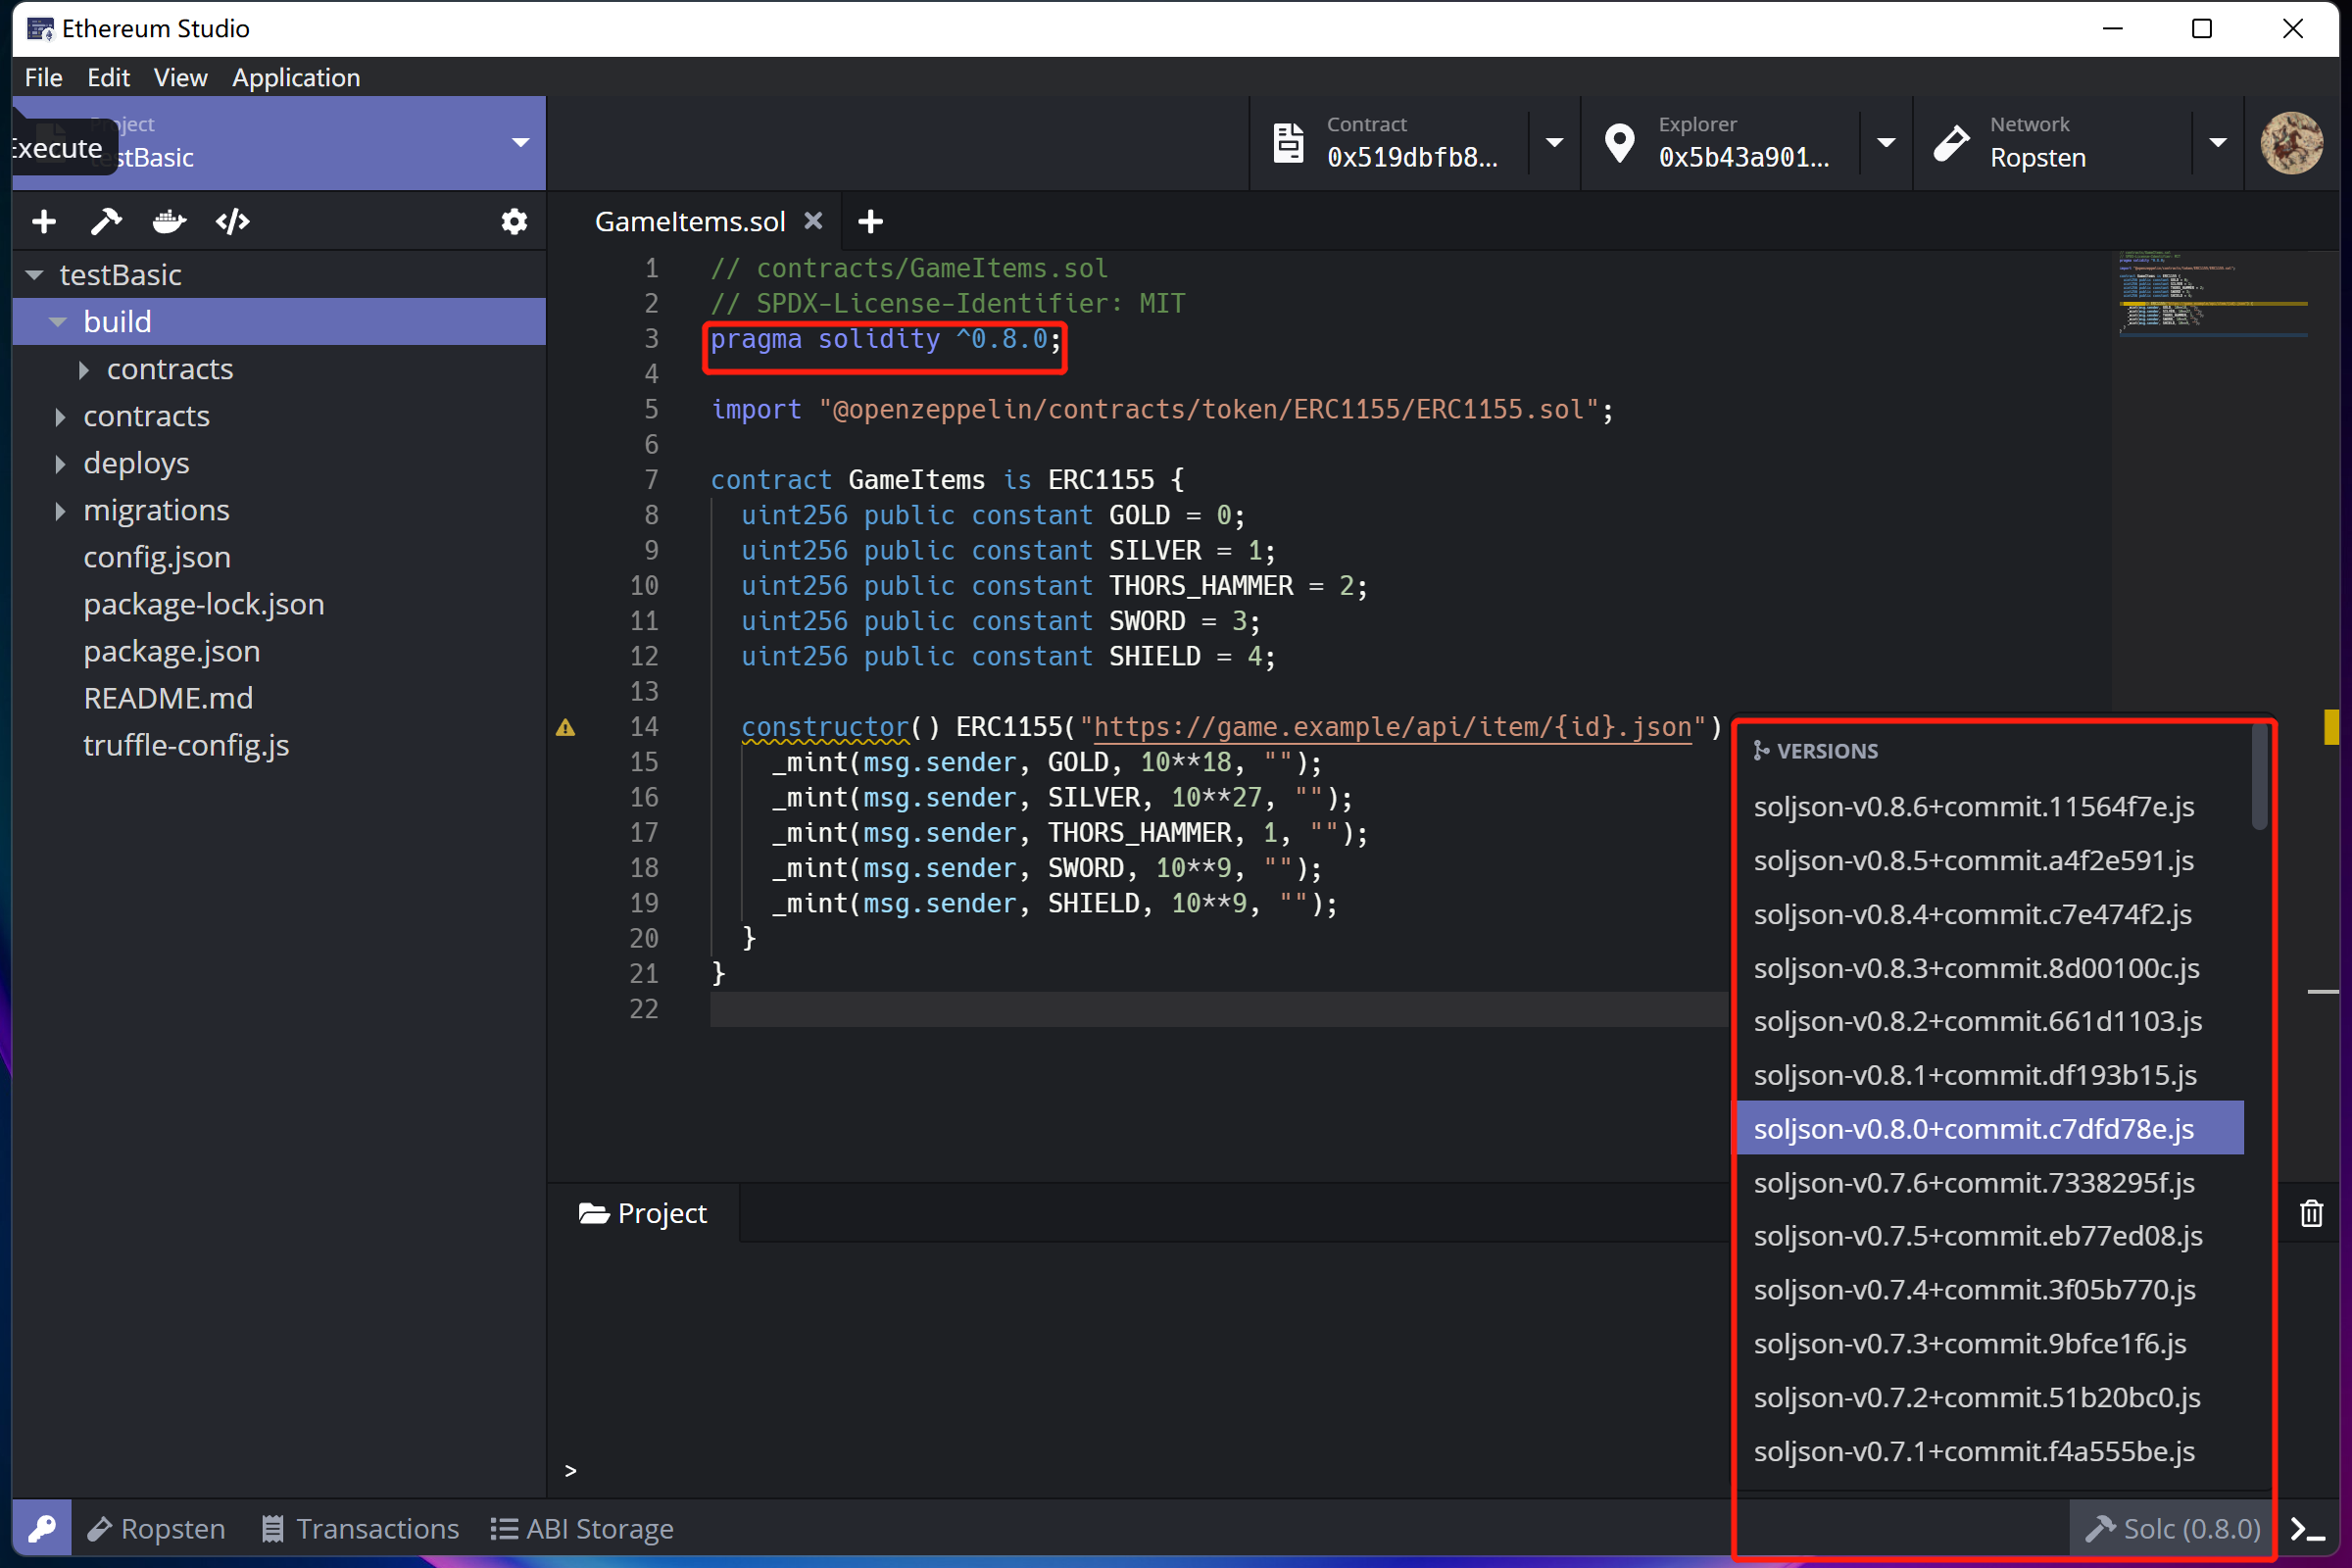 Ethereum Studio
File Edit View Application
Project
testBasic
Execute
Contract
0x519dbfb8...
Explorer
0x5b43a901...
Network
Ropsten
testBasic
build
contracts
contracts
deploys
migrations
config.json
package-lock.json
package.json
README.md
truffle-config.js
GameItems.sol
1 // contracts/GameItems.sol
2 // SPDX-License-Identifier: MIT
3 pragma solidity ^0.8.0;
4
5 import "@openzeppelin/contracts/token/ERC1155/ERC1155.sol";
6
7 contract GameItems is ERC1155 {
8 uint256 public constant GOLD = 0;
9 uint256 public constant SILVER = 1;
10 uint256 public constant THORS_HAMMER = 2;
11 uint256 public constant SWORD = 3;
12 uint256 public constant SHIELD = 4;
13
14 constructor() ERC1155("https://game.example/api/item/{id}.json")
15 _mint(msg.sender, GOLD, 10**18, "");
16 _mint(msg.sender, SILVER, 10**27, "");
17 _mint(msg.sender, THORS_HAMMER, 1, "");
18 _mint(msg.sender, SWORD, 10**9, "");
19 _mint(msg.sender, SHIELD, 10**9, "");
20 }
21 }
22
VERSIONS
soljson-v0.8.6+commit.11564f7e.js
soljson-v0.8.5+commit.a4f2e591.js
soljson-v0.8.4+commit.c7e474f2.js
soljson-v0.8.3+commit.8d00100c.js
soljson-v0.8.2+commit.661d1103.js
soljson-v0.8.1+commit.df193b15.js
soljson-v0.8.0+commit.c7dfd78e.js
soljson-v0.7.6+commit.7338295f.js
soljson-v0.7.5+commit.eb77ed08.js
soljson-v0.7.4+commit.3f05b770.js
soljson-v0.7.3+commit.9bfce1f6.js
soljson-v0.7.2+commit.51b20bc0.js
soljson-v0.7.1+commit.f4a555be.js
Project
>
Ropsten Transactions ABI Storage Solc (0.8.0)